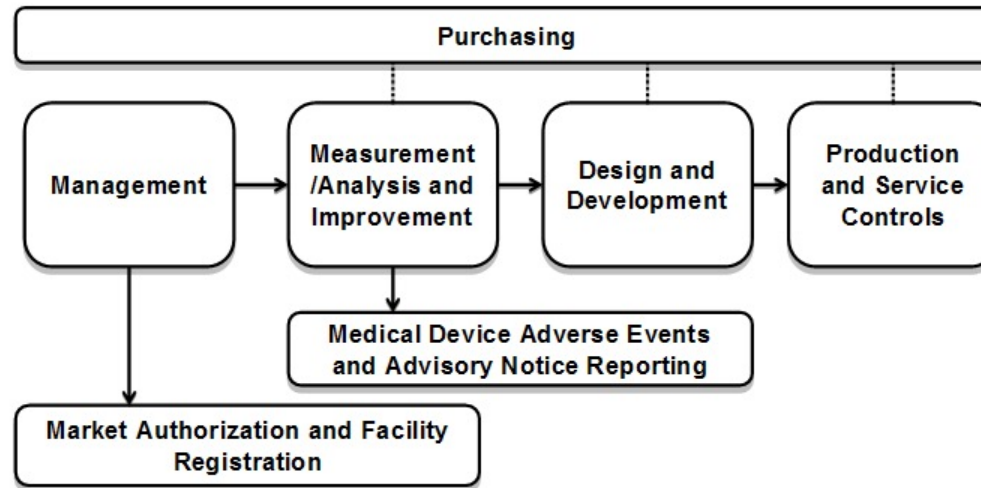 Purchasing
Management
Measurement
/Analysis and
Improvement
Design and
Development
Production
and Service
Controls
Medical Device Adverse Events
and Advisory Notice Reporting
Market Authorization and Facility
Registration